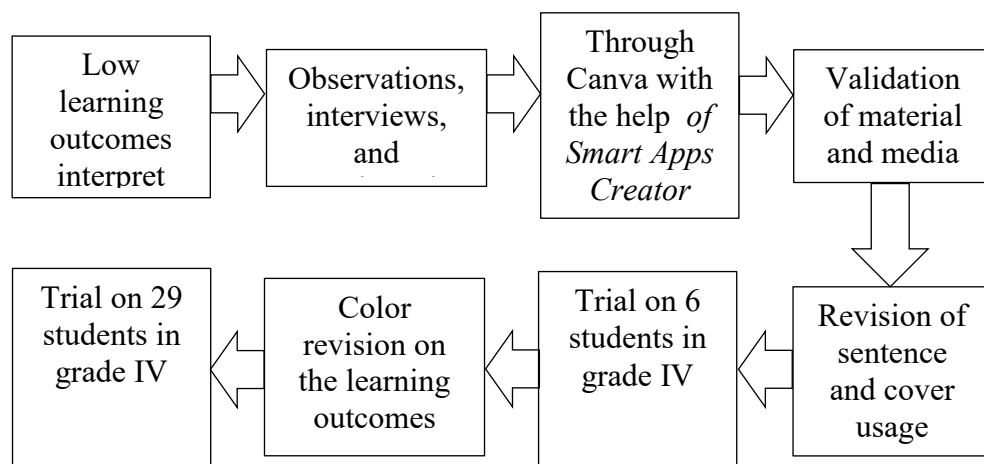 Low
learning
outcomes
interpret
Observations,
interviews,
and
Through
Canva with
the help of
Smart Apps
Creator
Validation
of material
and media
Revision of
sentence
and cover
usage
Trial on 6
students in
grade IV
Color
revision on
the learning
outcomes
Trial on 29
students in
grade IV